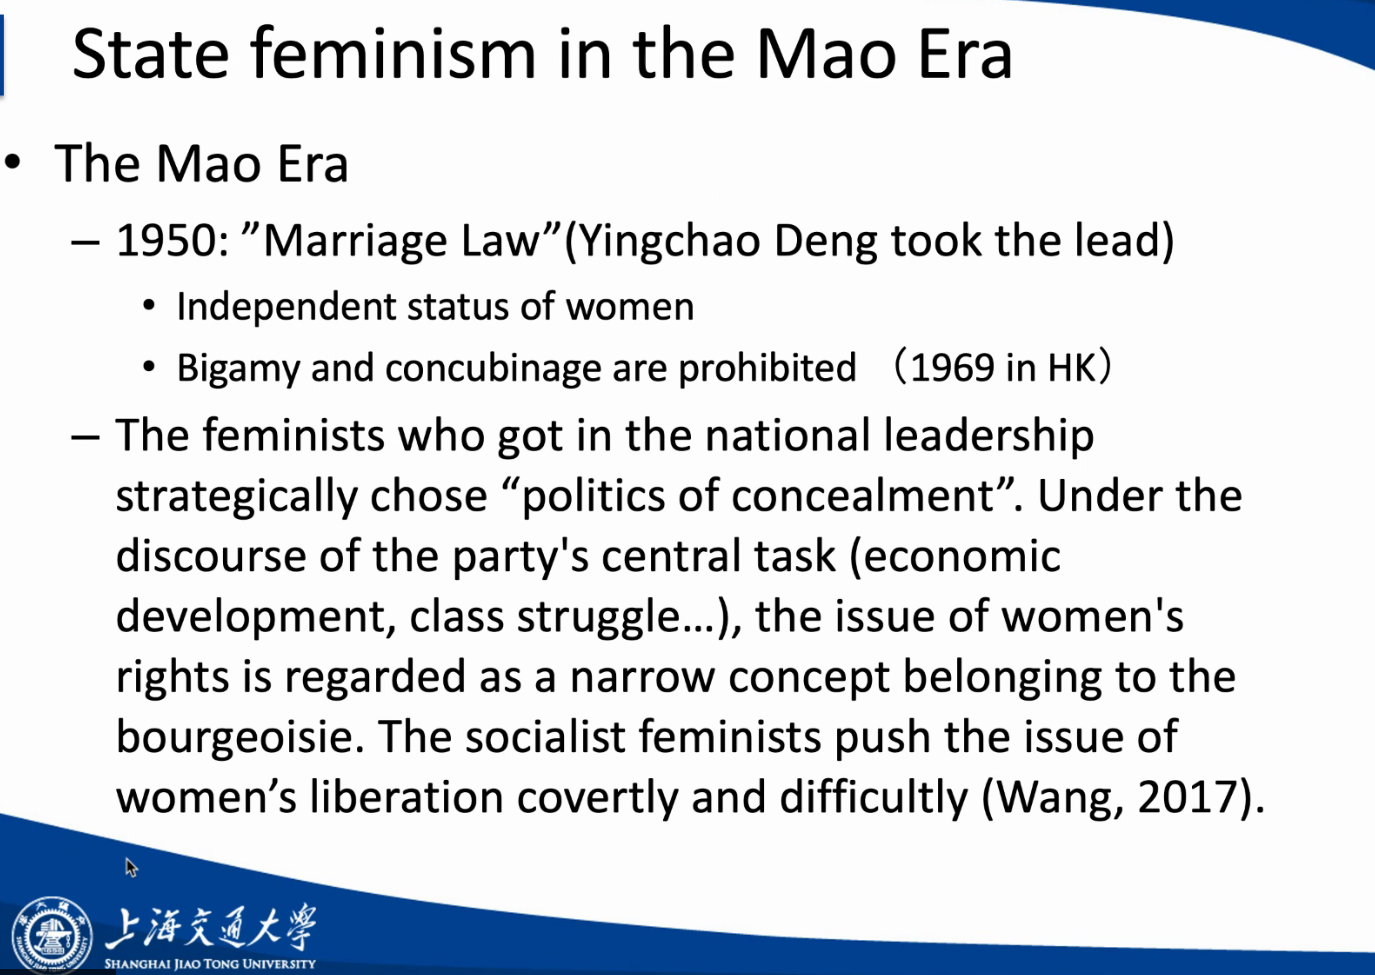 State feminism in the Mao Era
• The Mao Era
– 1950: ”Marriage Law”(Yingchao Deng took the lead)
• Independent status of women
• Bigamy and concubinage are prohibited （1969 in HK）
– The feminists who got in the national leadership
strategically chose “politics of concealment”. Under the
discourse of the party's central task (economic
development, class struggle…), the issue of women's
rights is regarded as a narrow concept belonging to the
bourgeoisie. The socialist feminists push the issue of
women’s liberation covertly and difficultly (Wang, 2017).
上海交通大学
SHANGHAI JIAO TONG UNIVERSITY